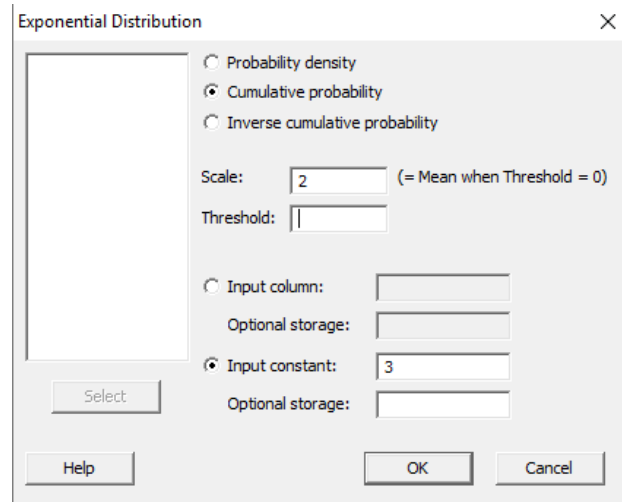 Exponential Distribution
Probability density
Cumulative probability
Inverse cumulative probability
Scale: 2 (= Mean when Threshold = 0)
Threshold:
Input column:
Optional storage:
Input constant: 3
Optional storage:
Select
Help OK Cancel